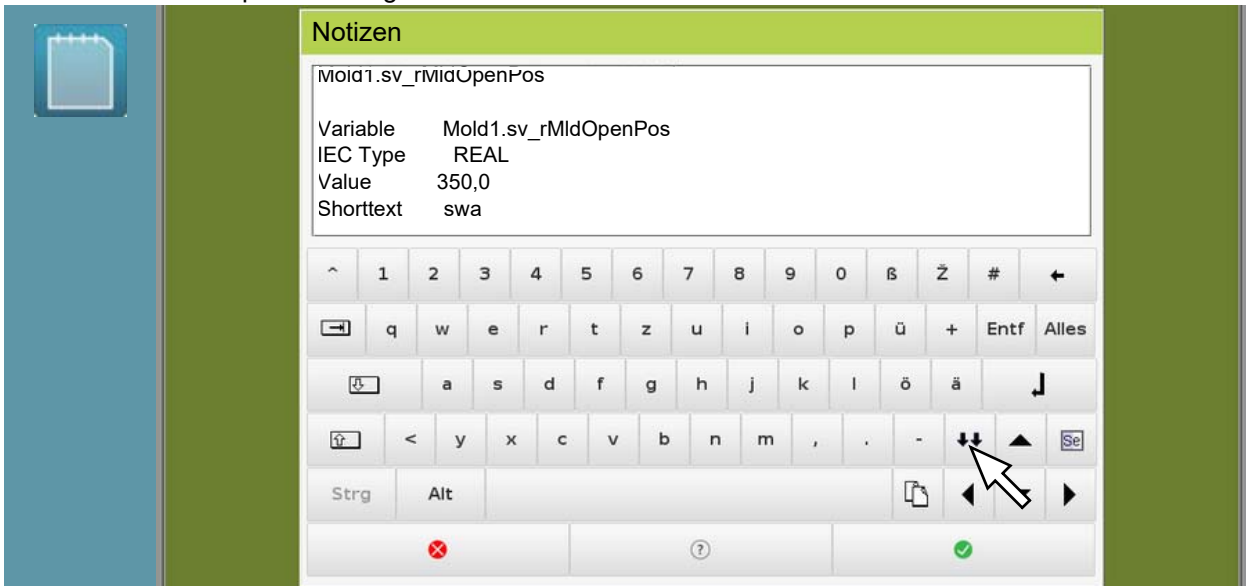 Notizen
Mold1.sv_rMldOpenPos
Variable Mold1.sv_rMldOpenPos
IEC Type REAL
Value 350,0
Shorttext swa
^ 1 2 3 4 5 6 7 8 9 0 ß Ž #
q w e r t z u i o p ü + Entf Alles
a s d f g h j k l ö ä
< y x c v b n m , . - Se
Strg Alt
?